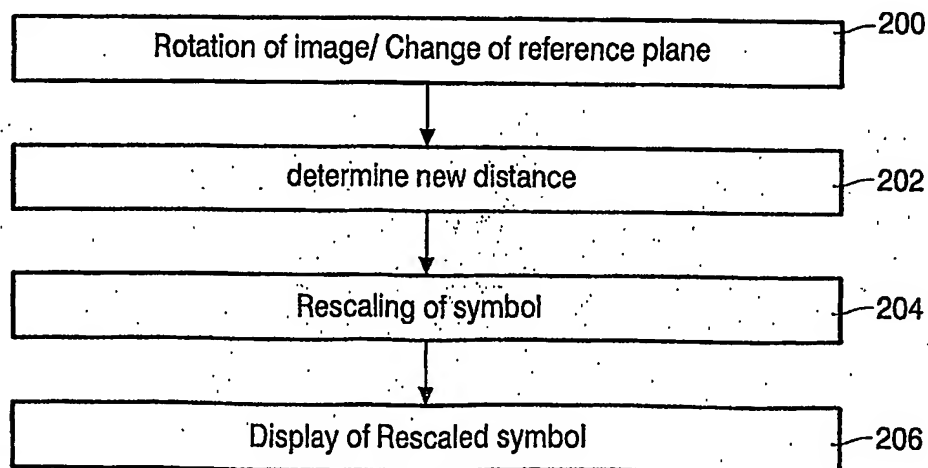 Rotation of image/ Change of reference plane
200
determine new distance
202
Rescaling of symbol
204
Display of Rescaled symbol
206